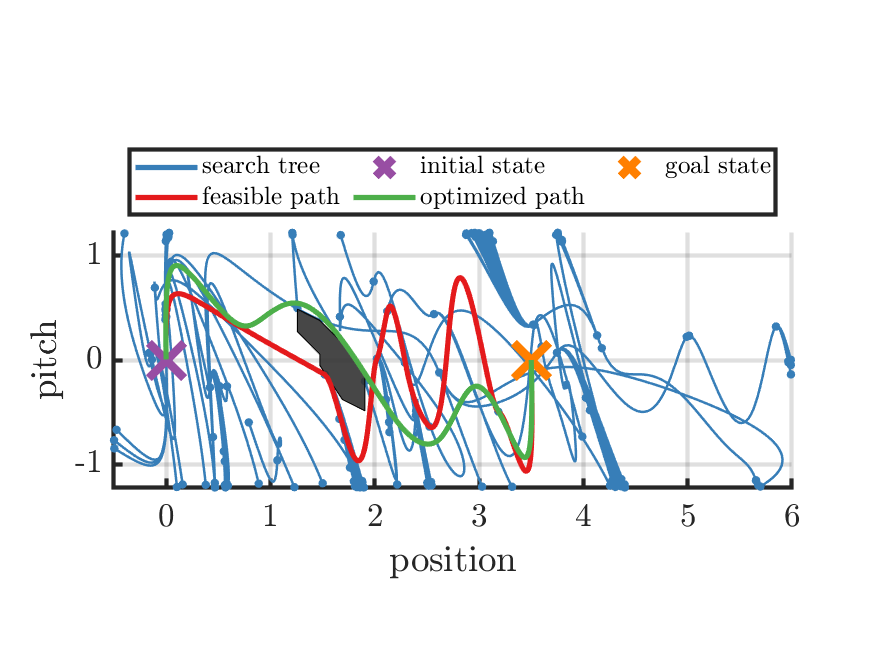 search tree initial state goal state
feasible path optimized path
1
0
-1
pitch
0 1 2 3 4 5 6
position